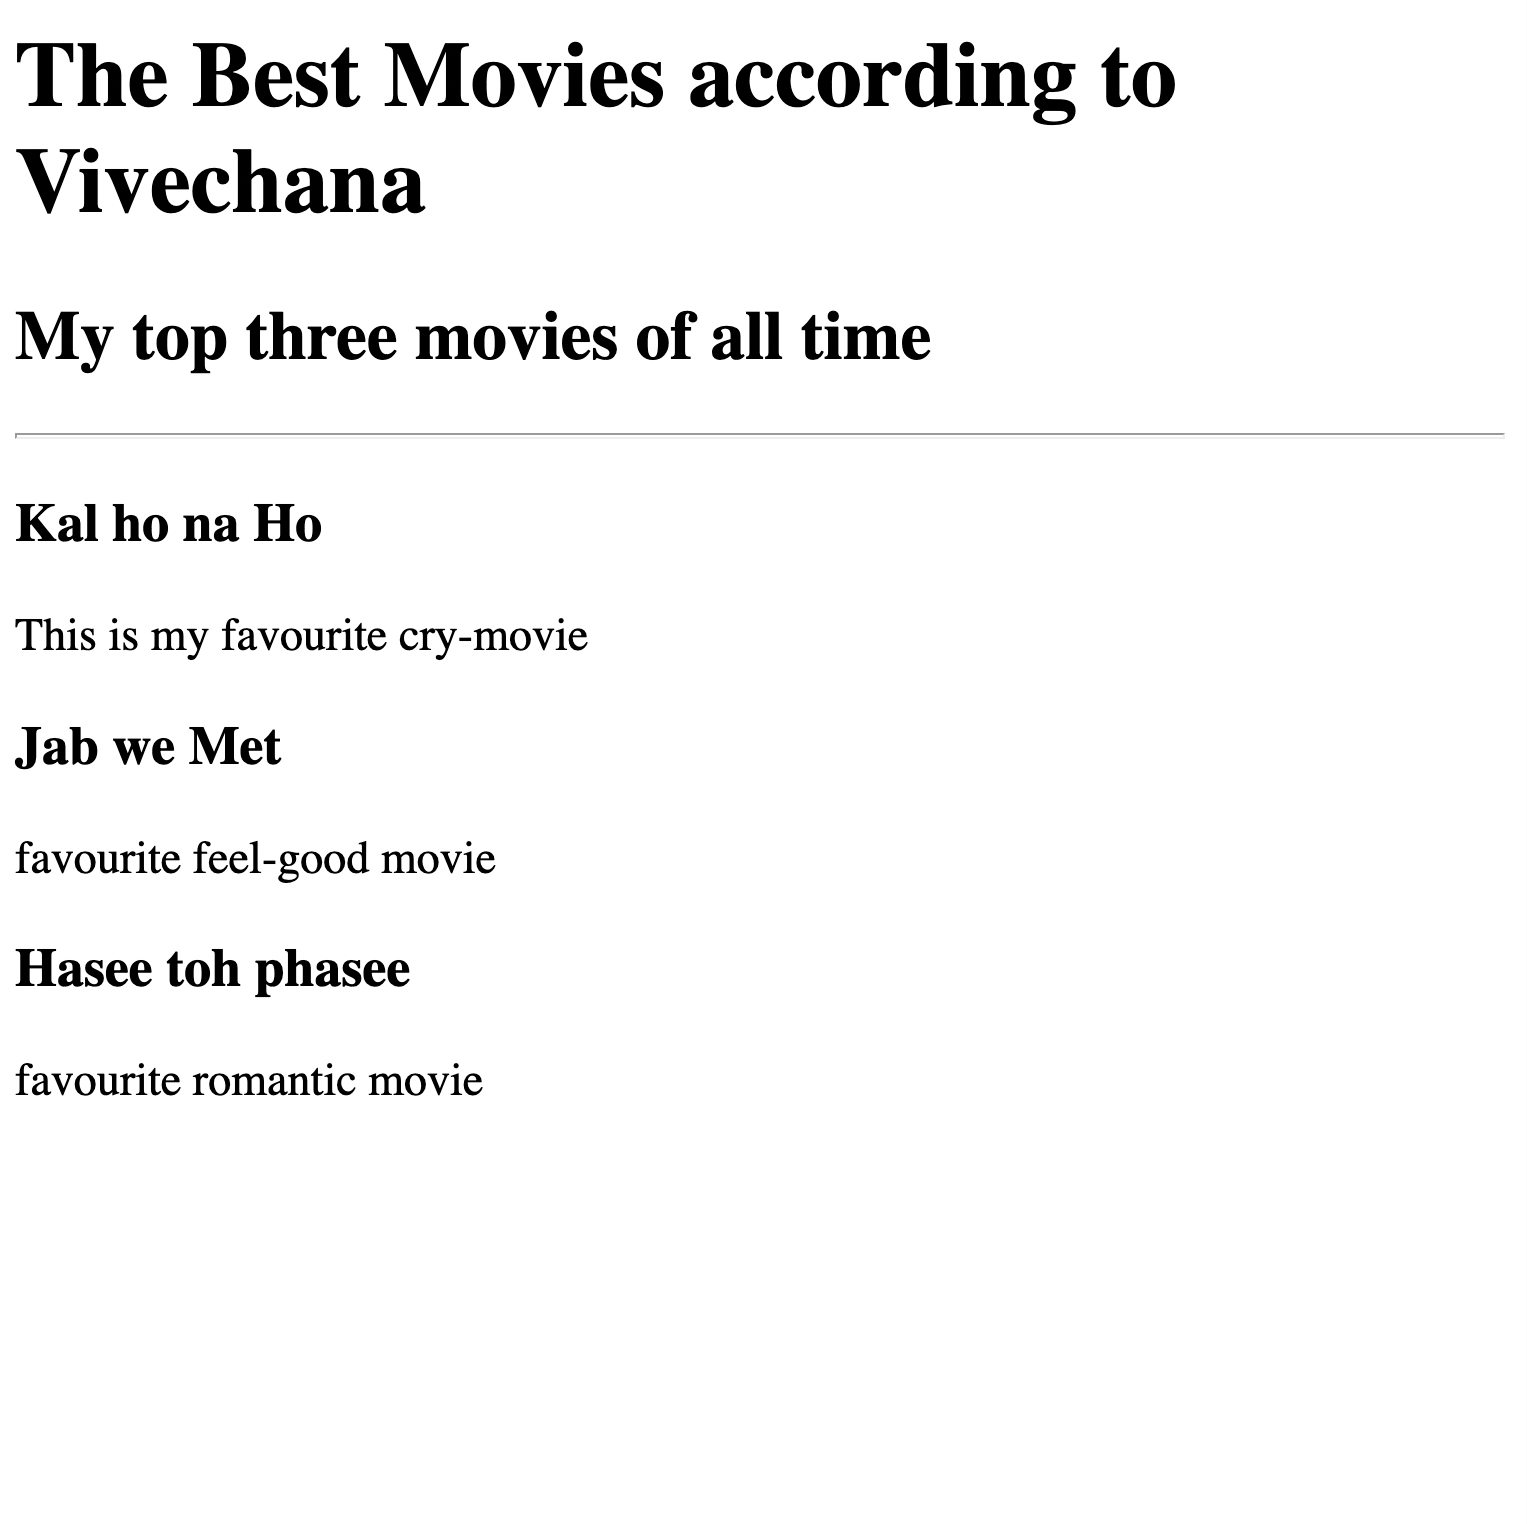 The Best Movies according to
Vivechana
My top three movies of all time
Kal ho na Ho
This is my favourite cry-movie
Jab we Met
favourite feel-good movie
Hasee toh phasee
favourite romantic movie